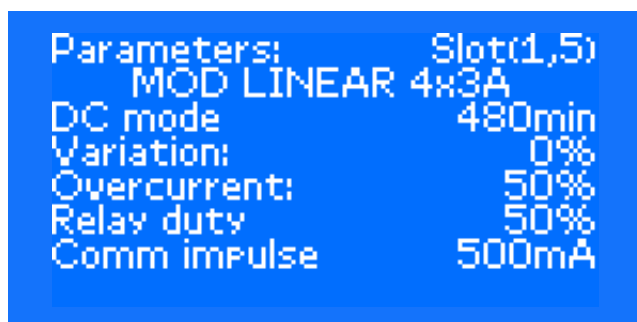 Parameters: Slot(1,5)
MOD LINEAR 4x3A
DC mode 480min
Variation: 0%
Overcurrent: 50%
Relay duty 50%
Comm impulse 500mA